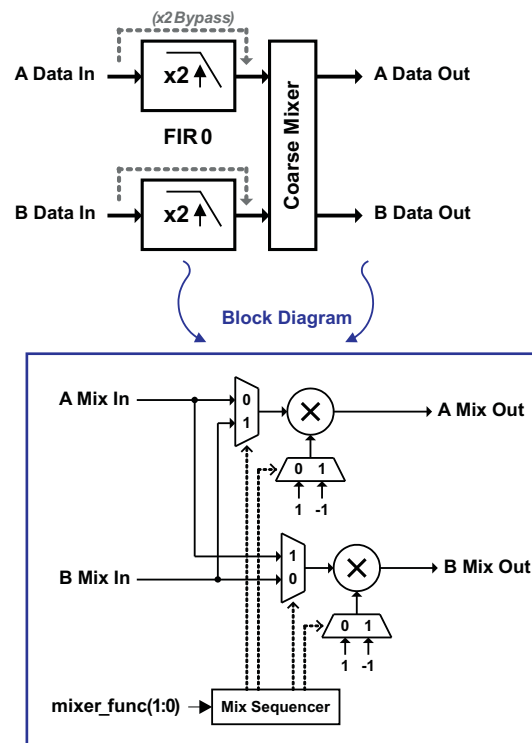 (x2 Bypass)
A Data In
x2
A Data Out
FIR 0
Coarse Mixer
B Data In
x2
B Data Out
Block Diagram
A Mix In
0
1
A Mix Out
0 1
1 -1
B Mix In
1
0
B Mix Out
0 1
1 -1
mixer_func(1:0)
Mix Sequencer